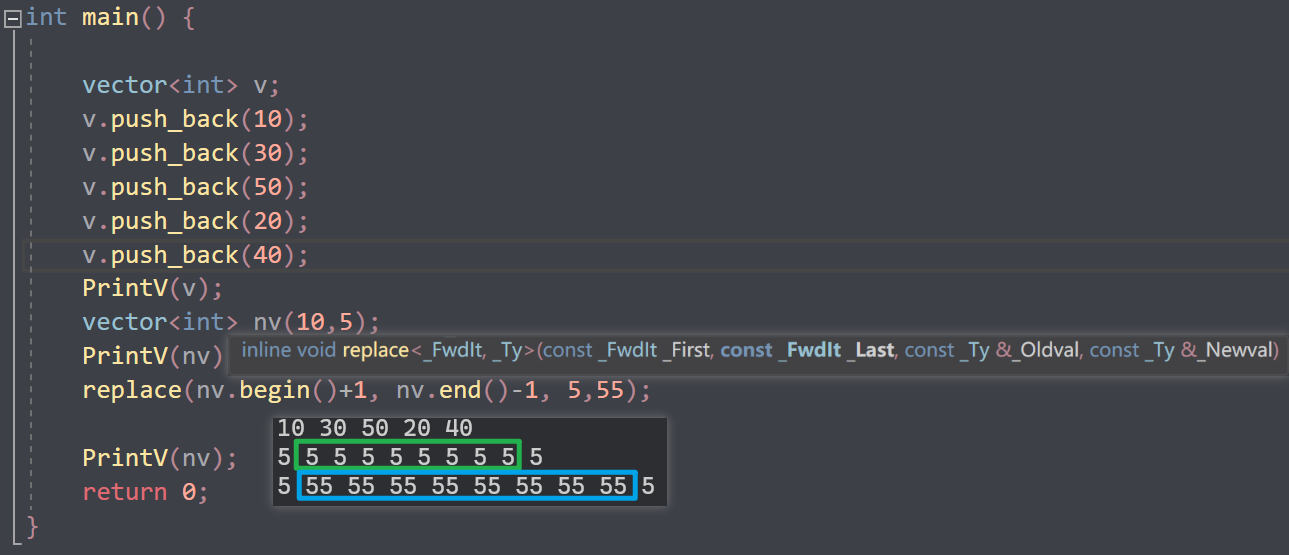 int main() {
vector<int> v;
v.push_back(10);
v.push_back(30);
v.push_back(50);
v.push_back(20);
v.push_back(40);
PrintV(v);
vector<int> nv(10,5);
PrintV(nv)
inline void replace<_FwdIt, _Ty>(const _FwdIt _First, const _FwdIt _Last, const _Ty &_Oldval, const _Ty &_Newval)
replace(nv.begin()+1, nv.end()-1, 5,55);
10 30 50 20 40
PrintV(nv);
5 5 5 5 5 5 5 5 5 5
return 0;
5 55 55 55 55 55 55 55 55 5
}